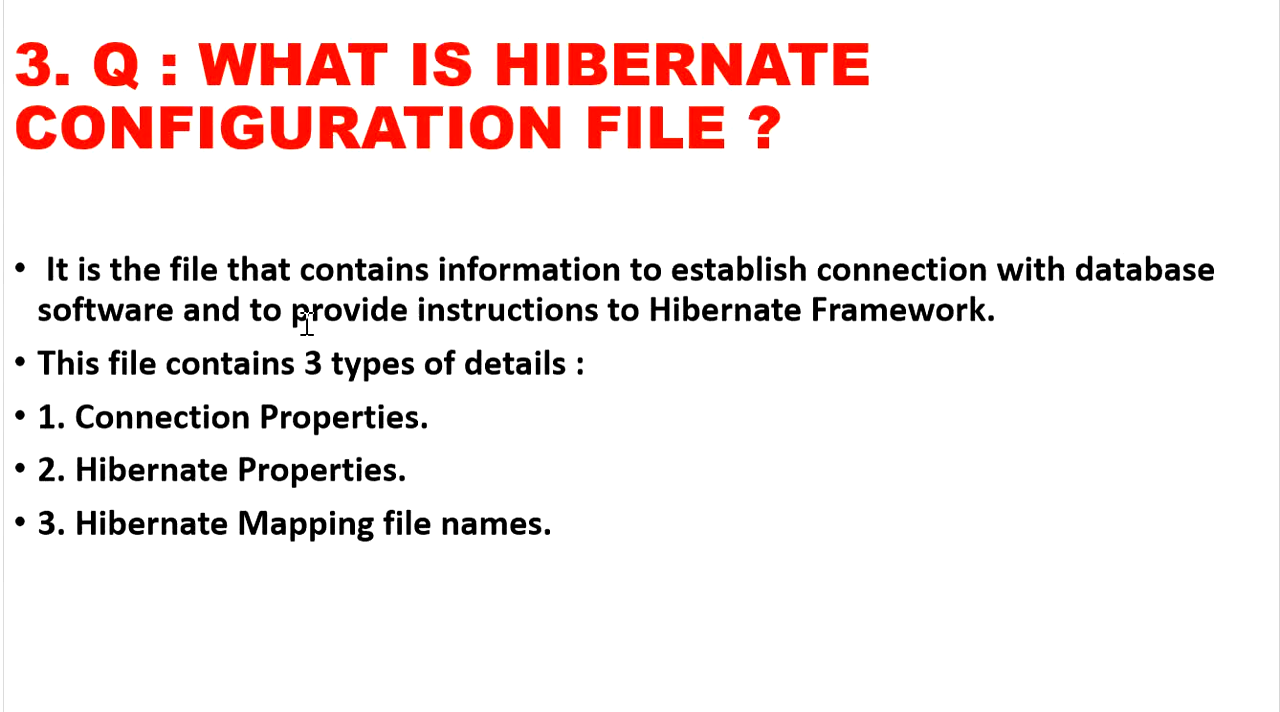 3. Q : WHAT IS HIBERNATE
CONFIGURATION FILE ?
• It is the file that contains information to establish connection with database
software and to provide instructions to Hibernate Framework.
• This file contains 3 types of details :
• 1. Connection Properties.
• 2. Hibernate Properties.
• 3. Hibernate Mapping file names.